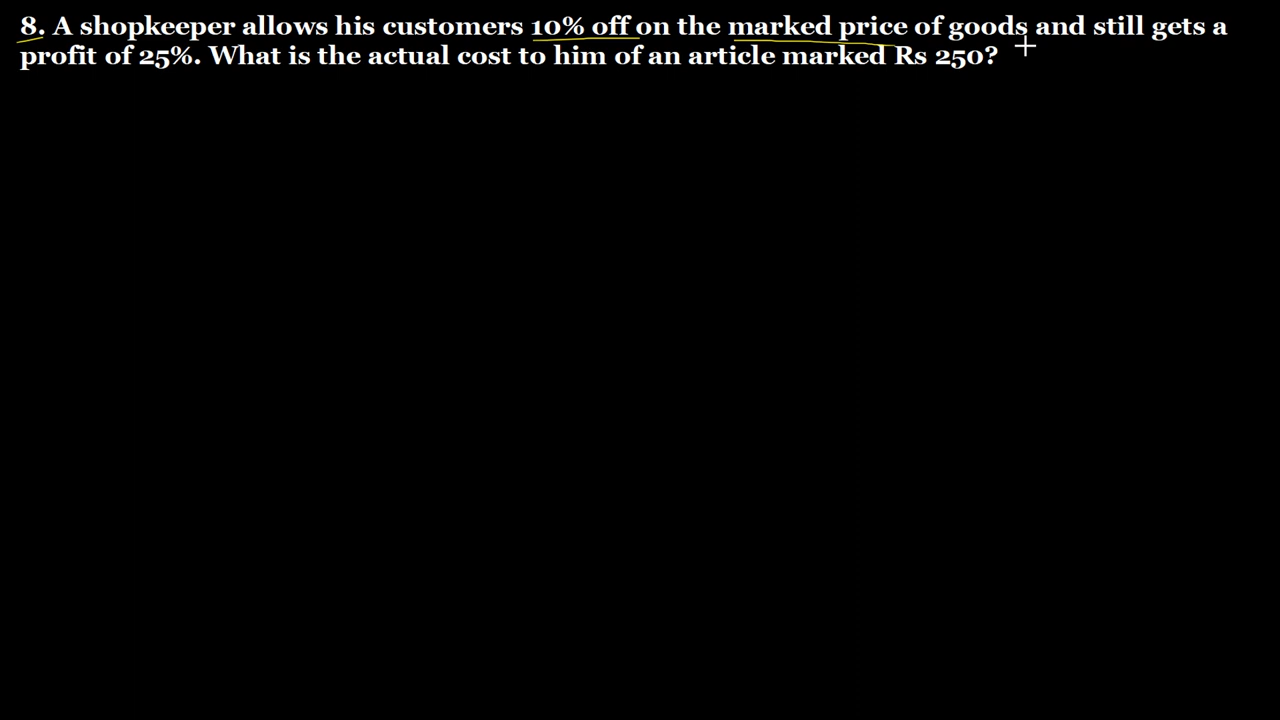 8. A shopkeeper allows his customers 10% off on the marked price of goods and still gets a
profit of 25%. What is the actual cost to him of an article marked Rs 250?